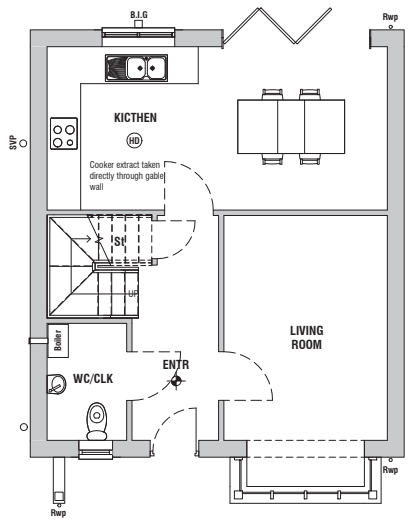 B.I.G
Rwp
SVP
KICTHEN
HD
Cooker extract taken
directly through gable
wall
St
UP
LIVING
ROOM
Boiler
WC/CLK
ENTR
Rwp
Rwp